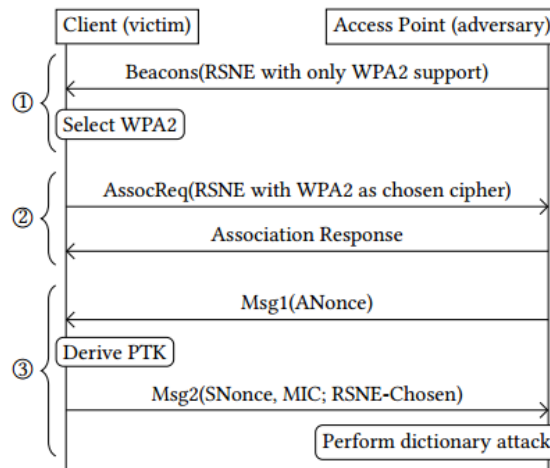 Client (victim) Access Point (adversary)
Beacons(RSNE with only WPA2 support)
①
Select WPA2
AssocReq(RSNE with WPA2 as chosen cipher)
②
Association Response
Msg1(ANonce)
Derive PTK
③
Msg2(SNonce, MIC; RSNE-Chosen)
Perform dictionary attack